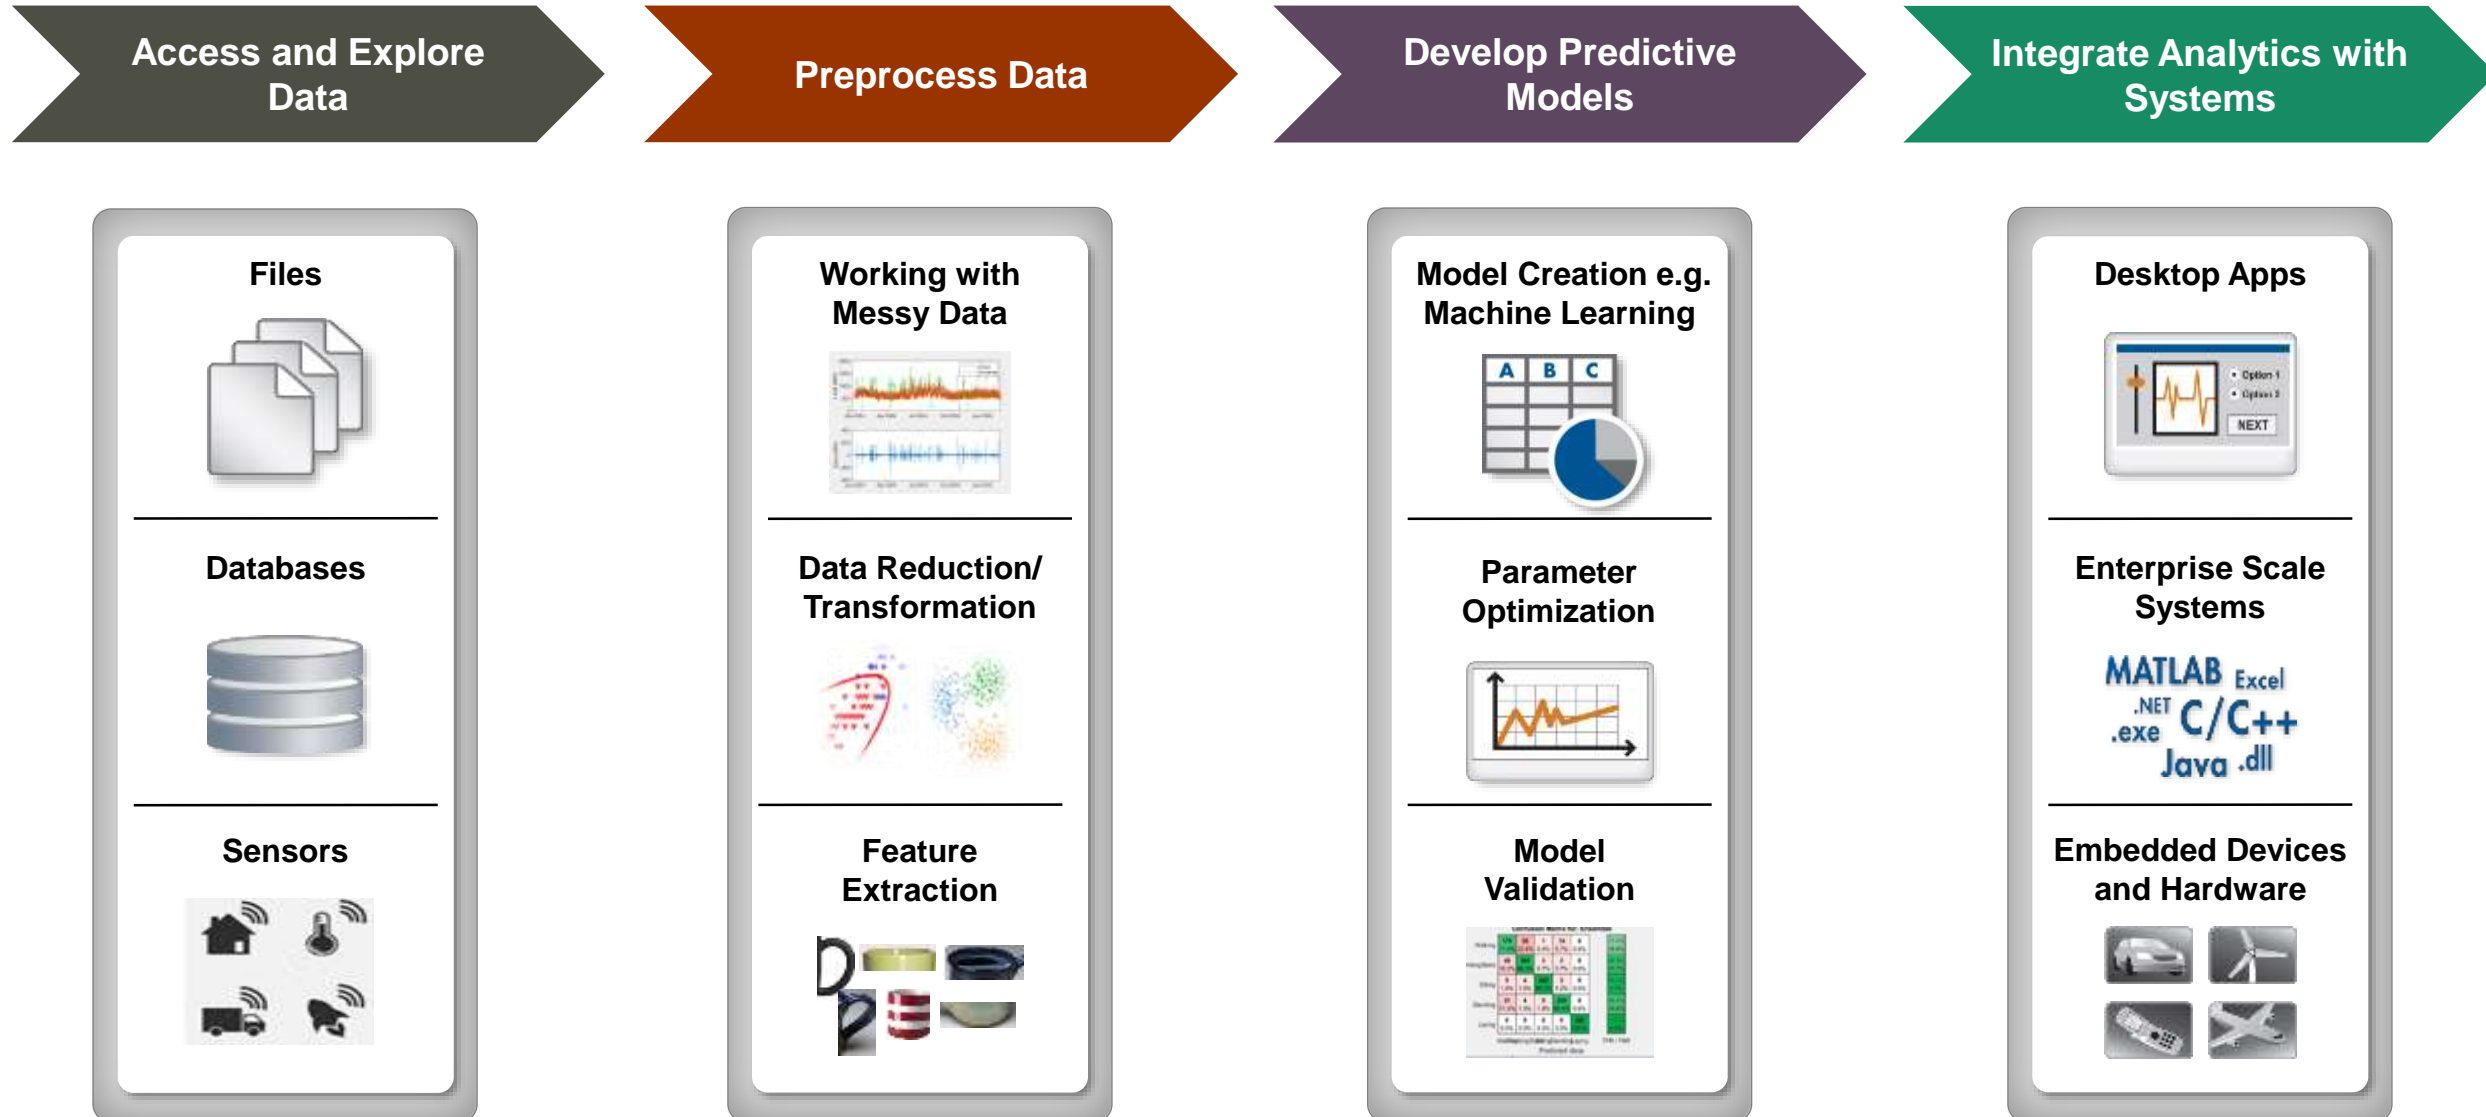 Access and Explore
Data
Preprocess Data
Develop Predictive
Models
Integrate Analytics with
Systems
Files
Databases
Sensors
Working with
Messy Data
Data Reduction/
Transformation
Feature
Extraction
Model Creation e.g.
Machine Learning
A B C
Parameter
Optimization
Model
Validation
Desktop Apps
Option 1
Option 2
NEXT
Enterprise Scale
Systems
MATLAB Excel
.NET C/C++
.exe
Java .dll
Embedded Devices
and Hardware